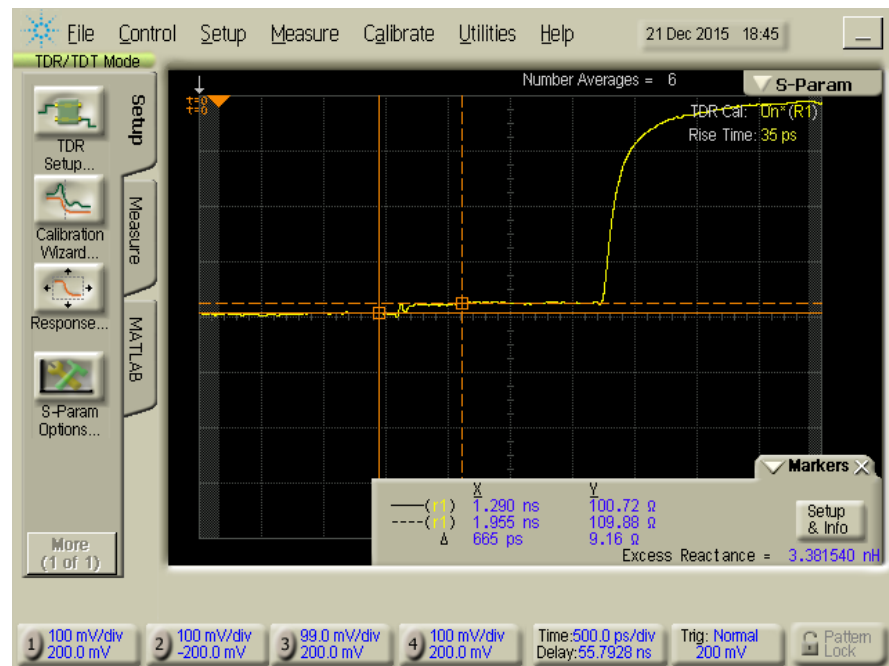 File Control Setup Measure Calibrate Utilities Help 21 Dec 2015 18:45
TDR/TDT Mode
Number Averages = 6
S-Param
TDR Cal: On*(R1)
Rise Time: 35 ps
Setup
Measure
MATLAB
TDR
Setup...
Calibration
Wizard...
Response...
S-Param
Options...
More
(1 of 1)
Markers
X Y
——(r1) 1.290 ns 100.72 Ω
----(r1) 1.955 ns 109.88 Ω
Δ 665 ps 9.16 Ω
Excess Reactance = 3.381540 nH
Setup
& Info
1) 100 mV/div
200.0 mV
2) 100 mV/div
-200.0 mV
3) 99.0 mV/div
200.0 mV
4) 100 mV/div
200.0 mV
Time:500.0 ps/div
Delay:55.7928 ns
Trig: Normal
200 mV
Pattern
Lock